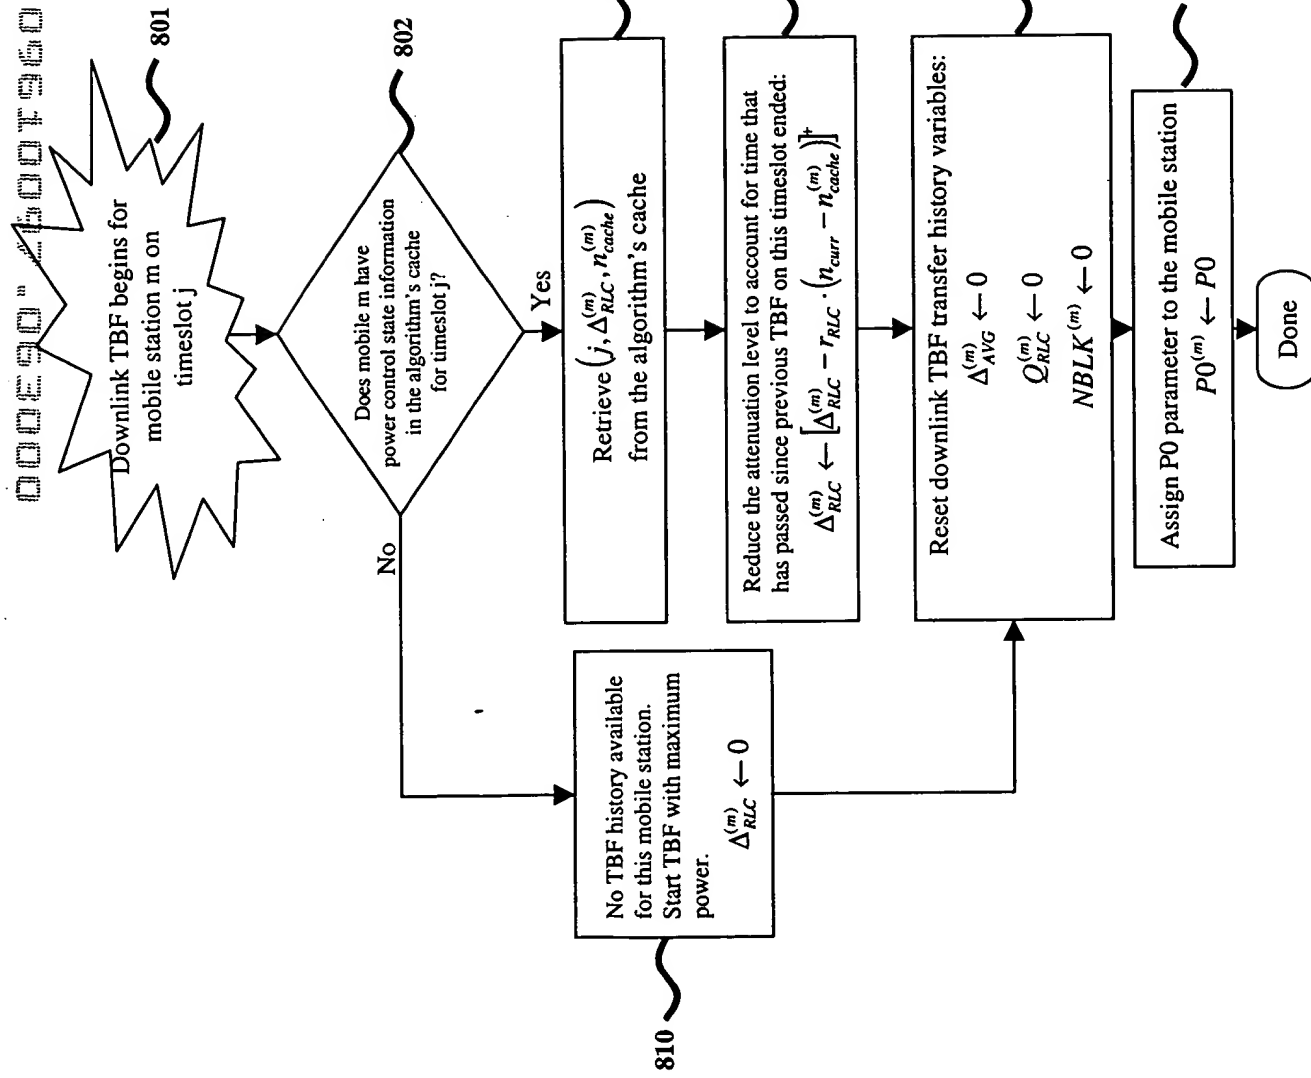 801
Downlink TBF begins for
mobile station m on
timeslot j
802
Does mobile m have
power control state information
in the algorithm's cache
for timeslot j?
No
Yes
Retrieve (j, Δ_RLC^(m), n_cache^(m))
from the algorithm's cache
Reduce the attenuation level to account for time that
has passed since previous TBF on this timeslot ended:
Δ_RLC^(m) ← [Δ_RLC^(m) − r_RLC · (n_curr − n_cache^(m))]^+
810
No TBF history available
for this mobile station.
Start TBF with maximum
power.
Δ_RLC^(m) ← 0
Reset downlink TBF transfer history variables:
Δ_AVG^(m) ← 0
Q_RLC^(m) ← 0
NBLK^(m) ← 0
Assign P0 parameter to the mobile station
P0^(m) ← P0
Done